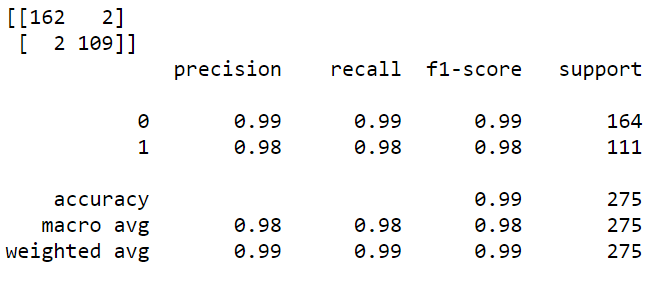 [[162   2]
 [  2 109]]
              precision    recall  f1-score   support

           0       0.99      0.99      0.99       164
           1       0.98      0.98      0.98       111

    accuracy                           0.99       275
   macro avg       0.98      0.98      0.98       275
weighted avg       0.99      0.99      0.99       275